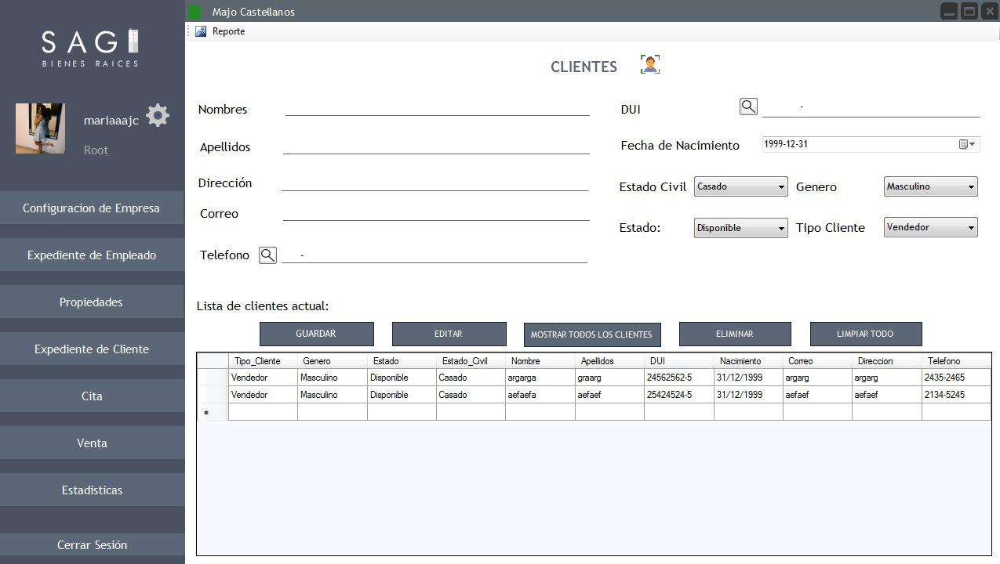 Majo Castellanos
Reporte
SAGI
BIENES RAICES
mariaaajc
Root
Configuracion de Empresa
Expediente de Empleado
Propiedades
Expediente de Cliente
Cita
Venta
Estadisticas
Cerrar Sesión
CLIENTES
Nombres
Apellidos
Dirección
Correo
Telefono -
DUI -
Fecha de Nacimiento 1999-12-31
Estado Civil Casado Genero Masculino
Estado: Disponible Tipo Cliente Vendedor
Lista de clientes actual:
GUARDAR EDITAR MOSTRAR TODOS LOS CLIENTES ELIMINAR LIMPIAR TODO
Tipo_Cliente Genero Estado Estado_Civil Nombre Apellidos DUI Nacimiento Correo Direccion Telefono
Vendedor Masculino Disponible Casado argarga graarg 24562562-5 31/12/1999 argarg argarg 2435-2465
Vendedor Masculino Disponible Casado aefaefa aefaef 25424524-5 31/12/1999 aefaef aefaef 2134-5245
*